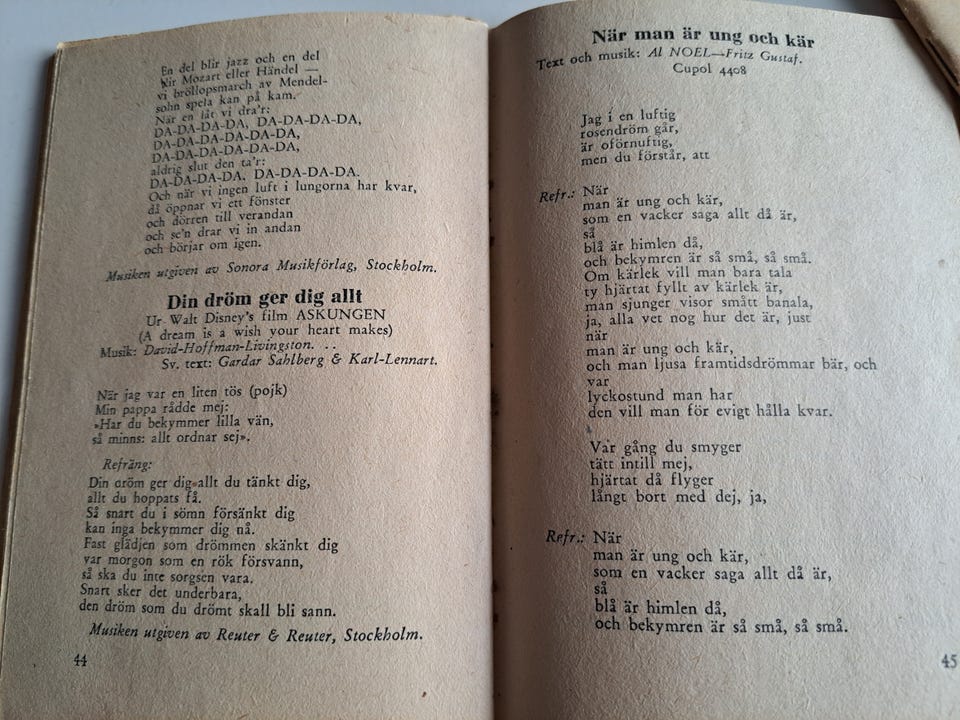 En del blir jazz och en del
blir Mozart eller Händel —
vi bröllopsmarch av Mendel-
sohn spela kan på kam.
När en låt vi dra'r:
DA-DA-DA-DA, DA-DA-DA-DA,
DA-DA-DA-DA-DA-DA,
DA-DA-DA-DA-DA-DA,
aldrig slut den ta'r:
DA-DA-DA-DA, DA-DA-DA-DA.
Och när vi ingen luft i lungorna har kvar,
då öppnar vi ett fönster
och dörren till verandan
och se'n drar vi in andan
och börjar om igen.
Musiken utgiven av Sonora Musikförlag, Stockholm.
Din dröm ger dig allt
Ur Walt Disney's film ASKUNGEN
(A dream is a wish your heart makes)
Musik: David-Hoffman-Livingston. . .
Sv. text: Gardar Sahlberg & Karl-Lennart.
När jag var en liten tös (pojk)
Min pappa rådde mej:
»Har du bekymmer lilla vän,
så minns: allt ordnar sej».
Refräng:
Din dröm ger dig allt du tänkt dig,
allt du hoppats få.
Så snart du i sömn försänkt dig
kan inga bekymmer dig nå.
Fast glädjen som drömmen skänkt dig
var morgon som en rök försvann,
så ska du inte sorgsen vara.
Snart sker det underbara,
den dröm som du drömt skall bli sann.
Musiken utgiven av Reuter & Reuter, Stockholm.
44
När man är ung och kär
Text och musik: Al NOEL—Fritz Gustaf.
Cupol 4408
Jag i en luftig
rosendröm går,
är oförnuftig,
men du förstår, att
Refr.: När
man är ung och kär,
som en vacker saga allt då är,
så
blå är himlen då,
och bekymren är så små, så små.
Om kärlek vill man bara tala
ty hjärtat fyllt av kärlek är,
man sjunger visor smått banala,
ja, alla vet nog hur det är, just
när
man är ung och kär,
och man ljusa framtidsdrömmar bär, och
var
lyckostund man har
den vill man för evigt hålla kvar.
Var gång du smyger
tätt intill mej,
hjärtat då flyger
långt bort med dej, ja,
Refr.: När
man är ung och kär,
som en vacker saga allt då är,
så
blå är himlen då,
och bekymren är så små, så små.
45